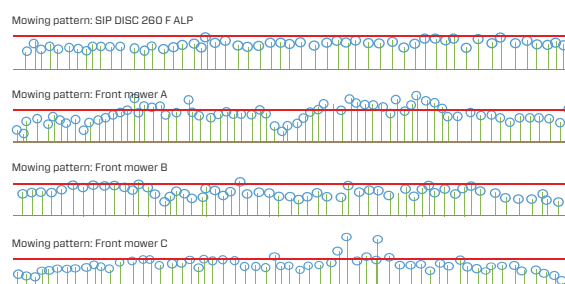 Mowing pattern: SIP DISC 260 F ALP
Mowing pattern: Front mower A
Mowing pattern: Front mower B
Mowing pattern: Front mower C